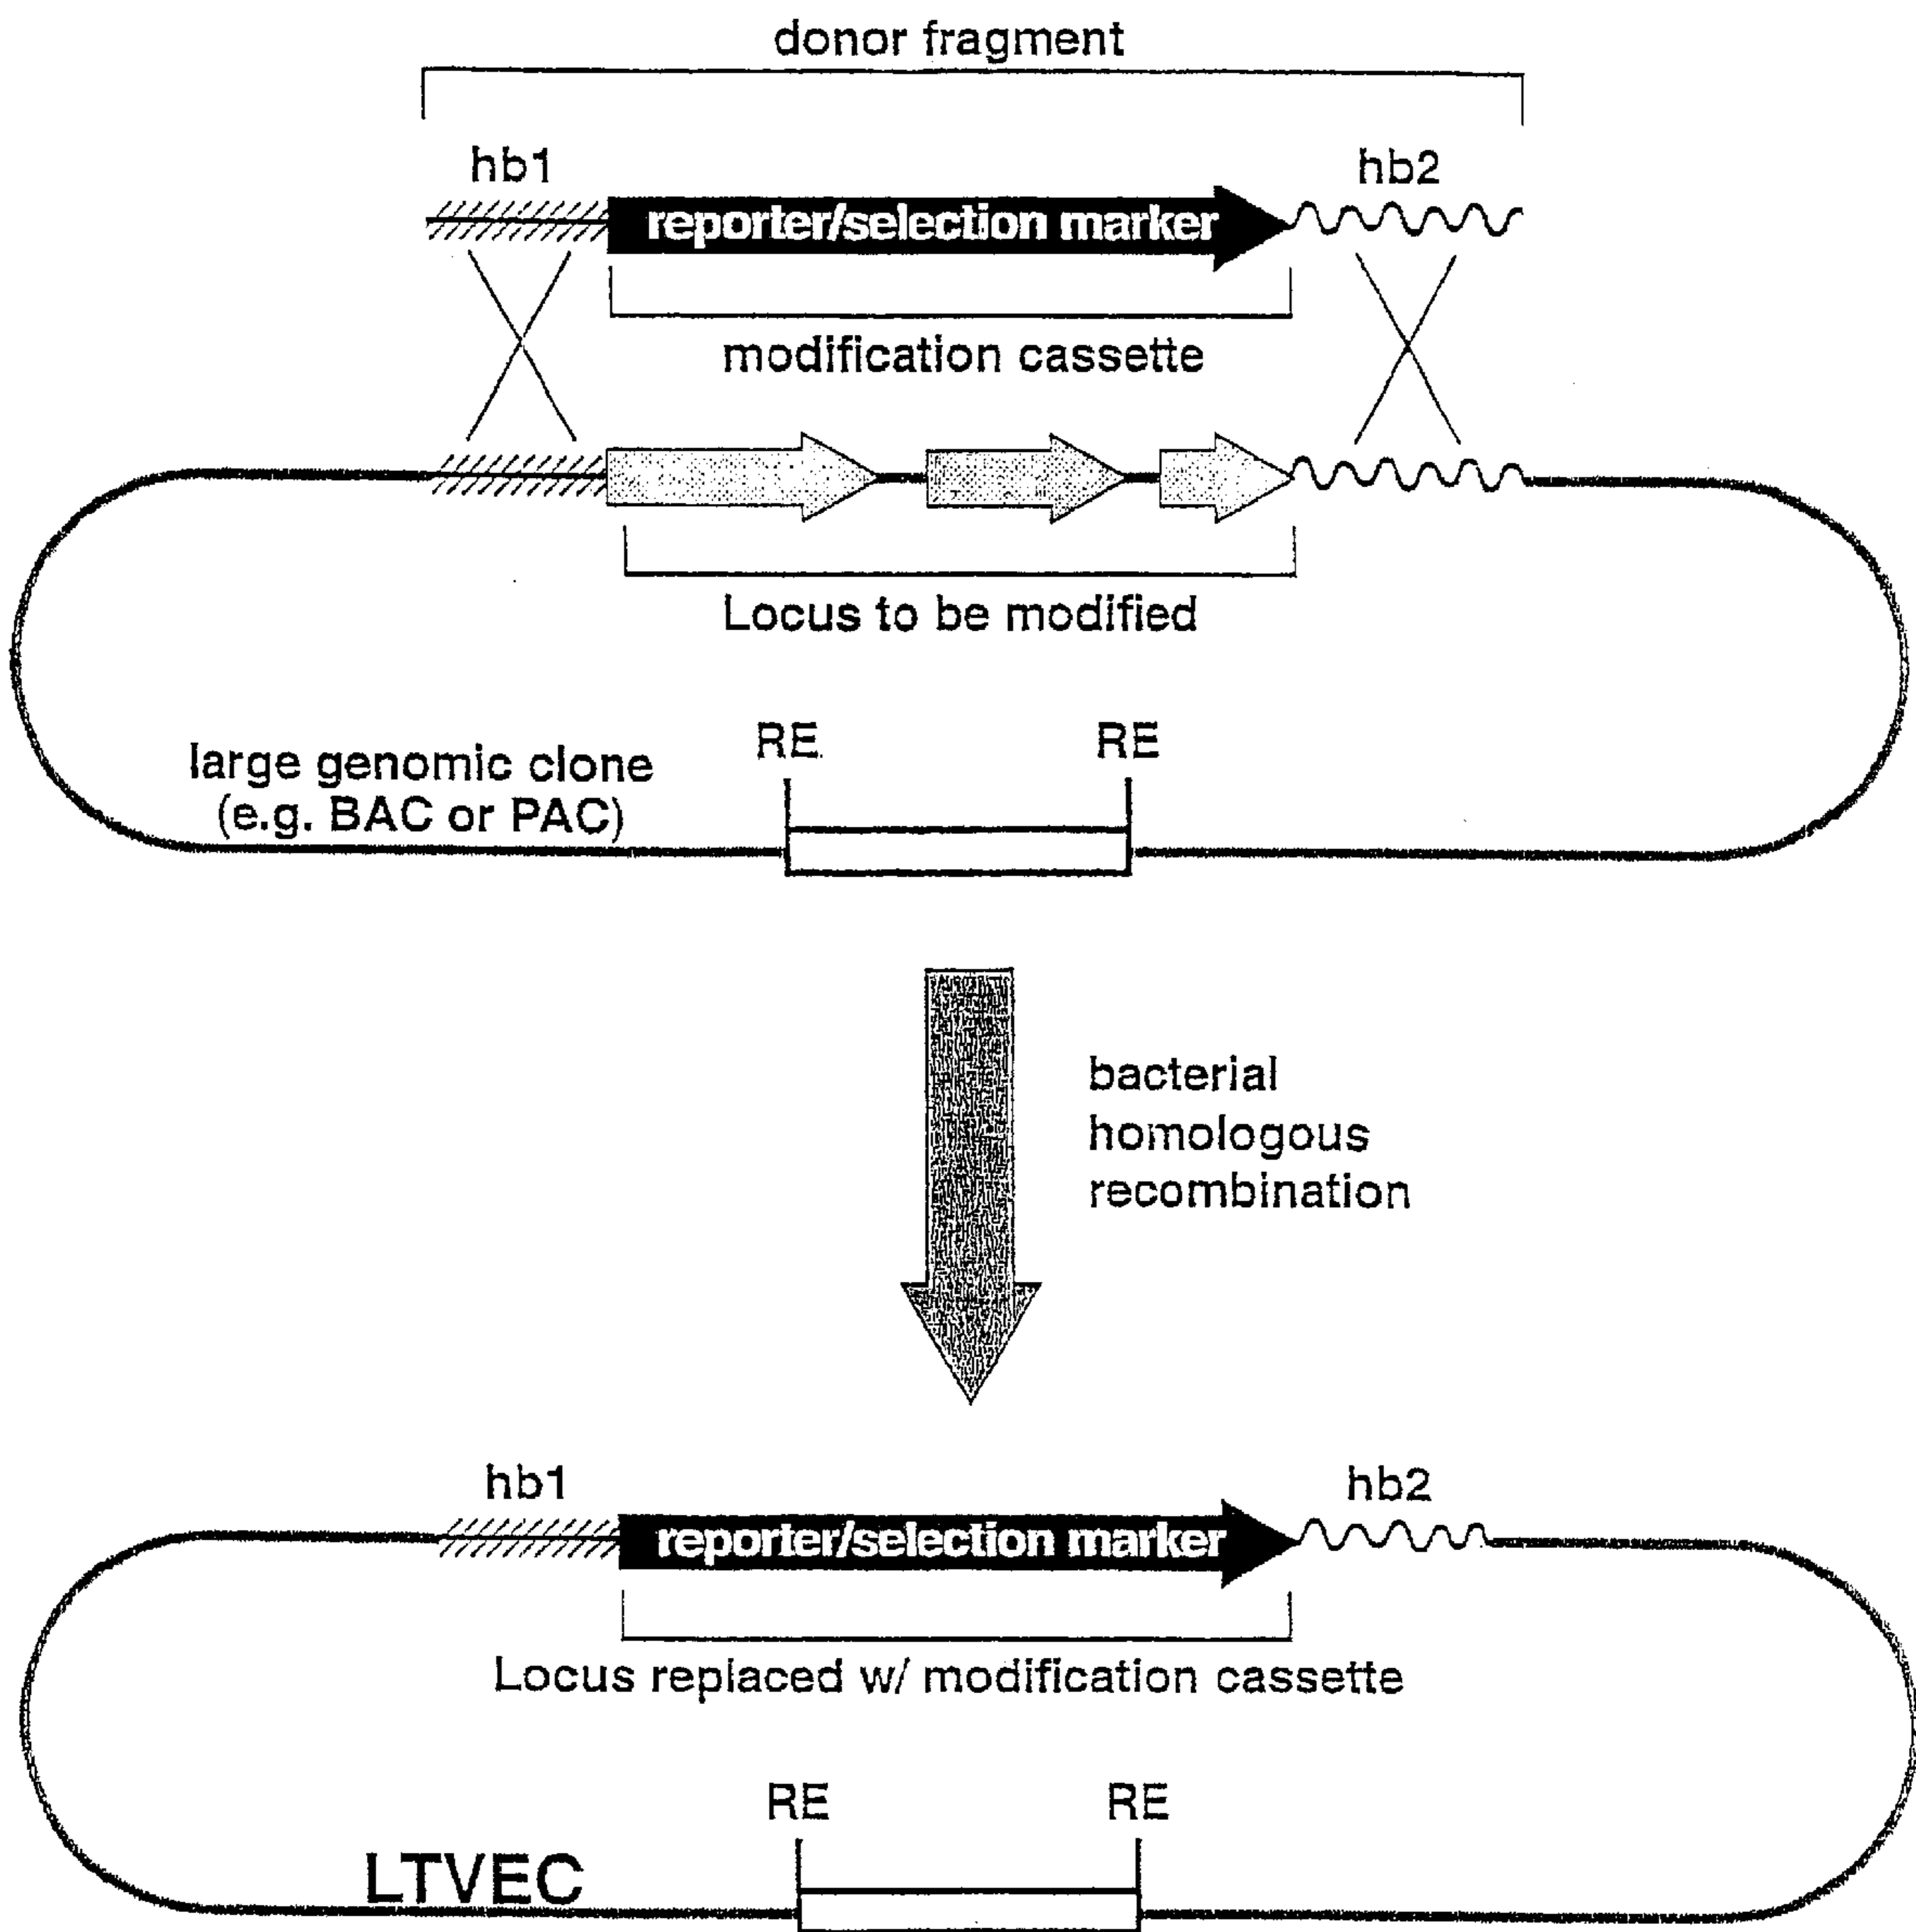 donor fragment
hb1
hb2
reporter/selection marker
modification cassette
Locus to be modified
RE
RE
large genomic clone
(e.g. BAC or PAC)
bacterial
homologous
recombination
hb1
hb2
reporter/selection marker
Locus replaced w/ modification cassette
RE
RE
LTVEC